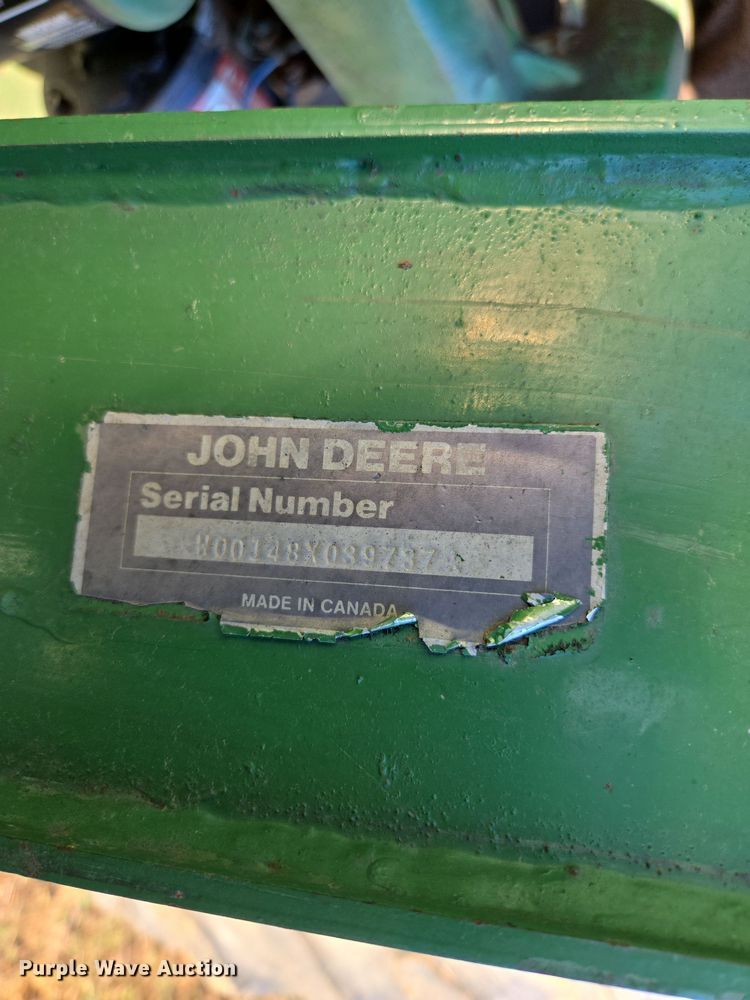 JOHN DEERE
Serial Number
W00148X039737
MADE IN CANADA
Purple Wave Auction